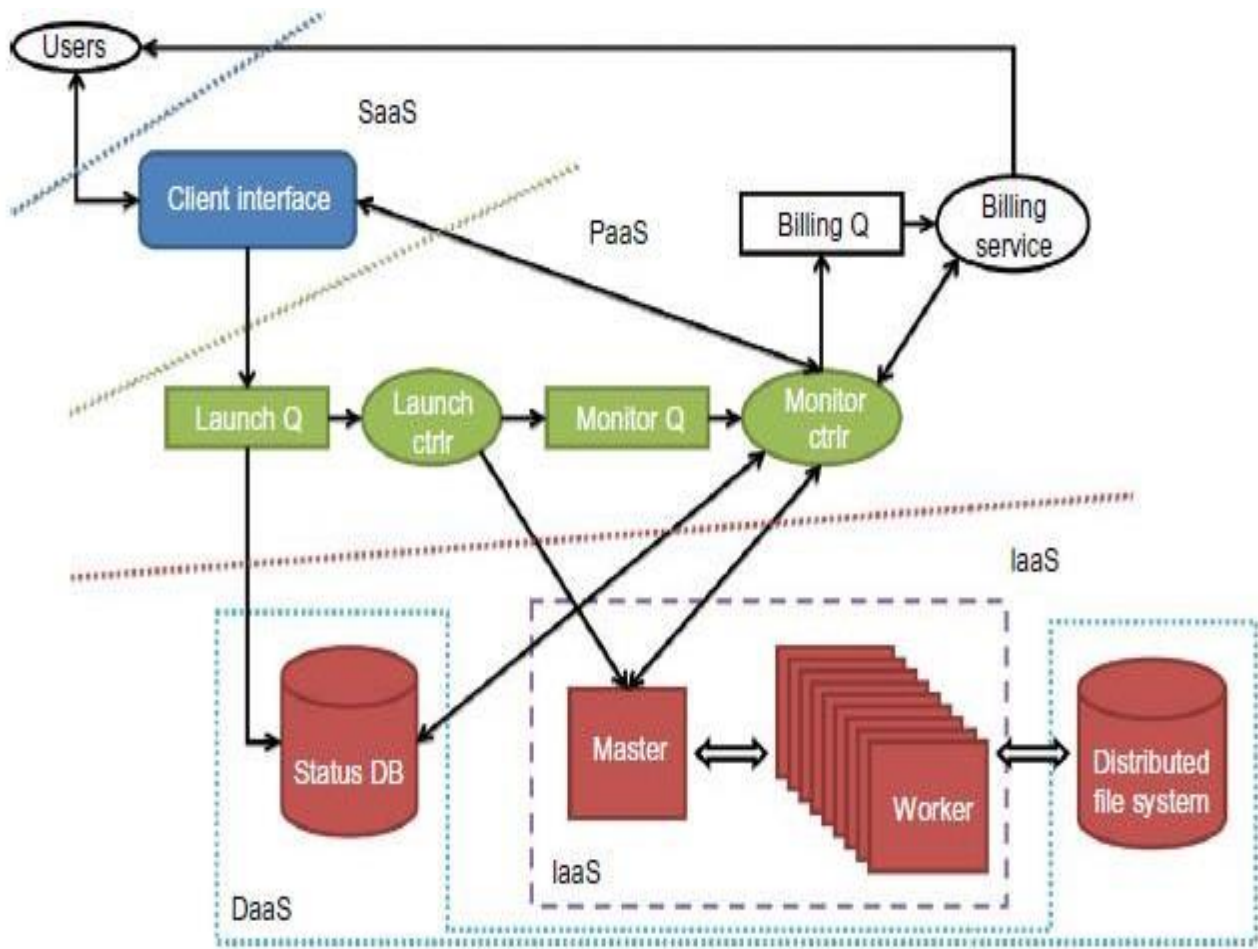 Users
SaaS
Client interface
PaaS
Billing Q
Billing
service
Launch Q
Launch
ctrlr
Monitor Q
Monitor
ctrlr
IaaS
Status DB
Master
Worker
Distributed
file system
IaaS
DaaS